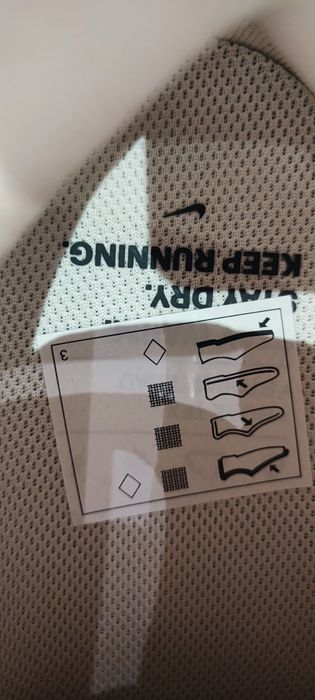 3
STAY DRY.
KEEP RUNNING.